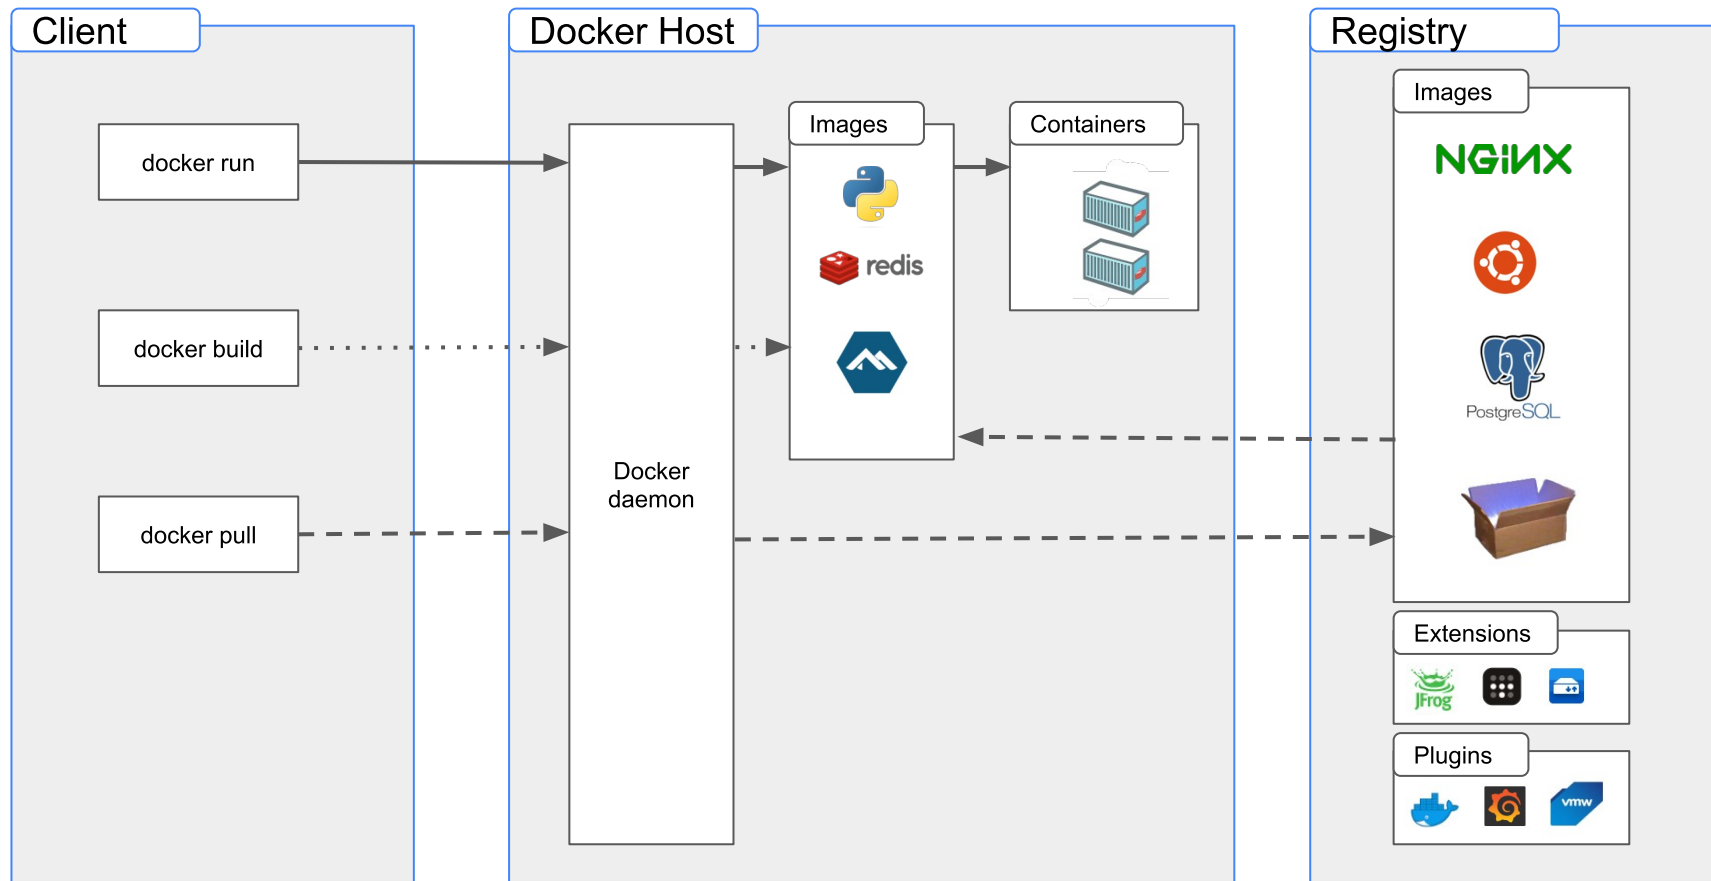 Client
docker run
docker build
docker pull
Docker Host
Docker
daemon
Images
redis
Containers
Registry
Images
NGiNX
PostgreSQL
Extensions
JFrog
Plugins
vmw